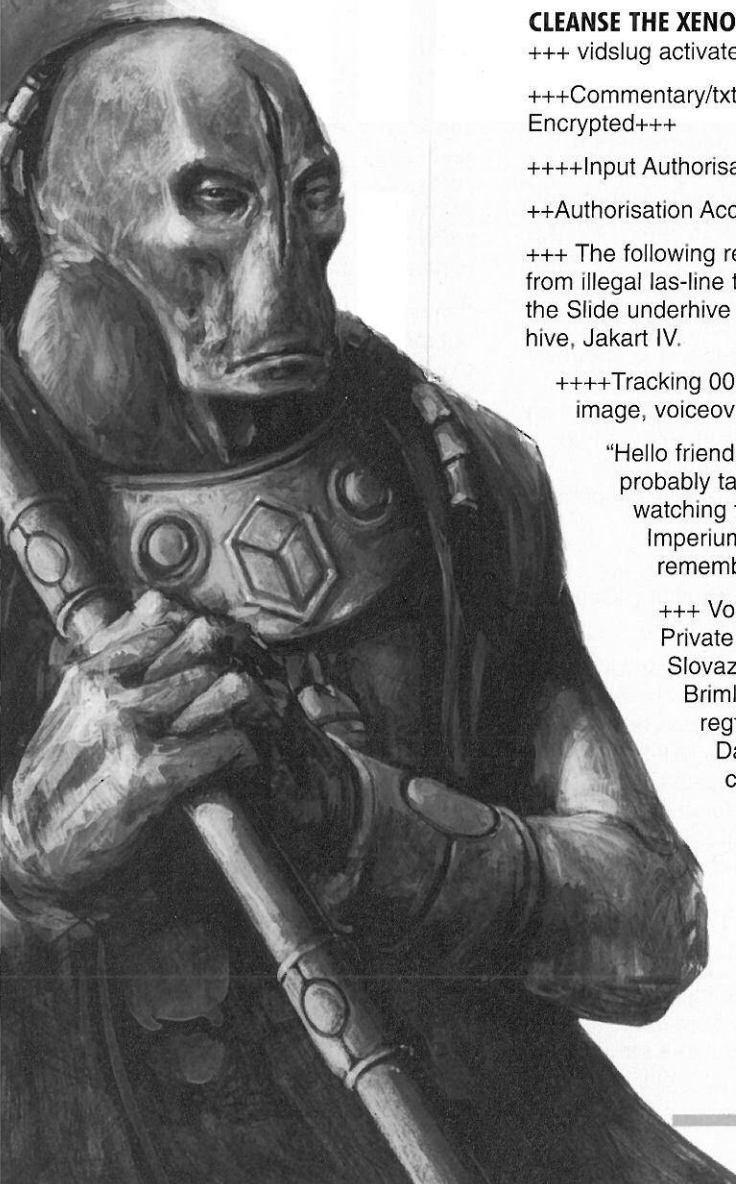 CLEANSE THE XENO
+++ vidslug activate
+++Commentary/txt
Encrypted+++
++++Input Authorisa
++Authorisation Acc
+++ The following re
from illegal las-line t
the Slide underhive
hive, Jakart IV.
++++Tracking 00
image, voiceov
“Hello friend
probably ta
watching t
Imperium
rememb
+++ Vo
Private
Slovaz
Briml
regt
Da
c